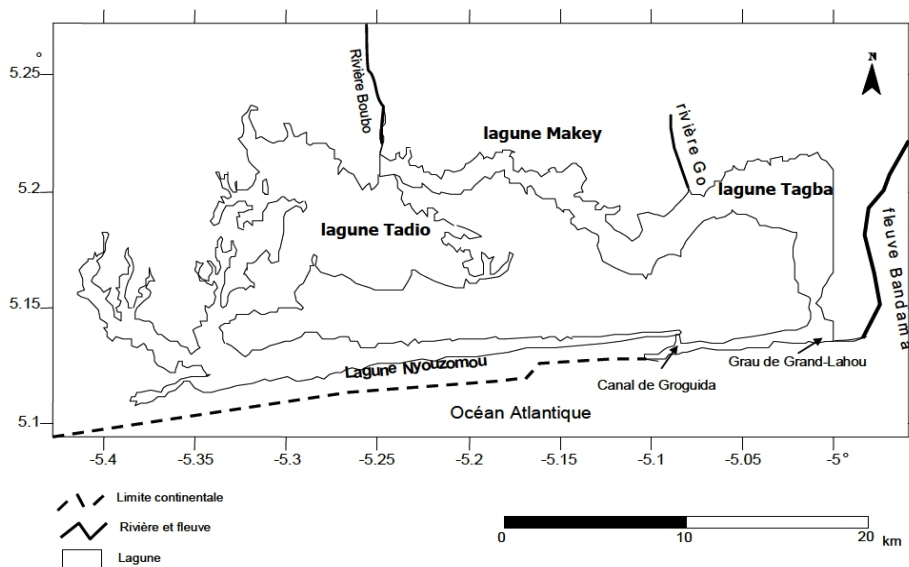 °
5.25
5.20
5.15
5.1
N
Rivière Boubo
lagune Makey
rivière Go
lagune Tagba
lagune Tadio
fleuve Bandama
Lagune Nyouzomou
Grau de Grand-Lahou
Canal de Groguida
Océan Atlantique
-5.4 -5.35 -5.3 -5.25 -5.2 -5.15 -5.1 -5.05 -5°
Limite continentale
Rivière et fleuve
Lagune
0 10 20 km